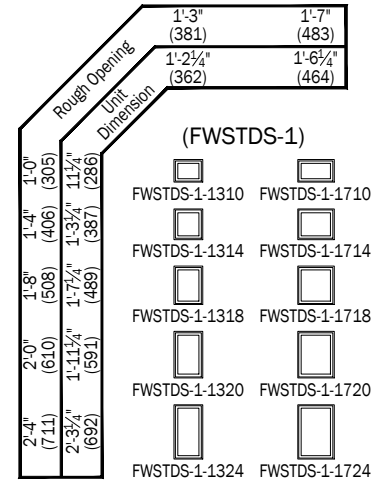 1'-3" 1'-7"
(381) (483)
Rough Opening
1'-2¼" 1'-6¼"
(362) (464)
Unit
Dimension
(FWSTDS-1)
1'-0"
(305)
11¼"
(286)
FWSTDS-1-1310 FWSTDS-1-1710
1'-4"
(406)
1'-3¼"
(387)
FWSTDS-1-1314 FWSTDS-1-1714
1'-8"
(508)
1'-7¼"
(489)
FWSTDS-1-1318 FWSTDS-1-1718
2'-0"
(610)
1'-11¼"
(591)
FWSTDS-1-1320 FWSTDS-1-1720
2'-4"
(711)
2'-3¼"
(692)
FWSTDS-1-1324 FWSTDS-1-1724